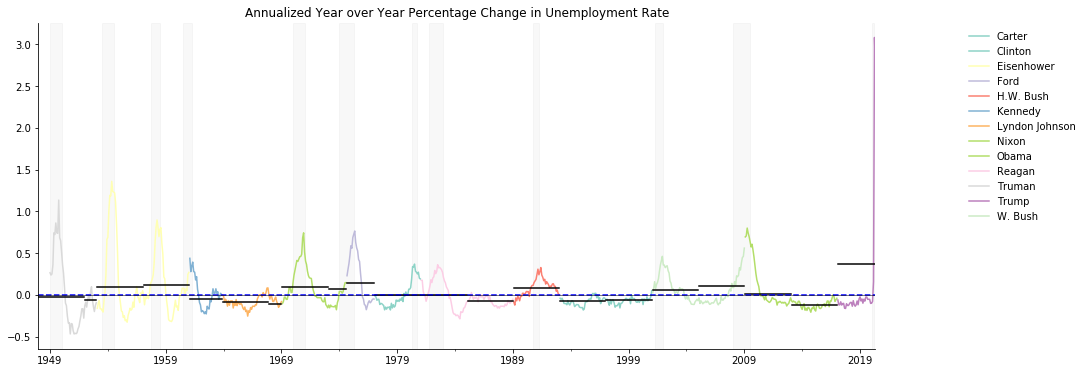 Annualized Year over Year Percentage Change in Unemployment Rate
3.0
2.5
2.0
1.5
1.0
0.5
0.0
−0.5
1949 1959 1969 1979 1989 1999 2009 2019
Carter
Clinton
Eisenhower
Ford
H.W. Bush
Kennedy
Lyndon Johnson
Nixon
Obama
Reagan
Truman
Trump
W. Bush